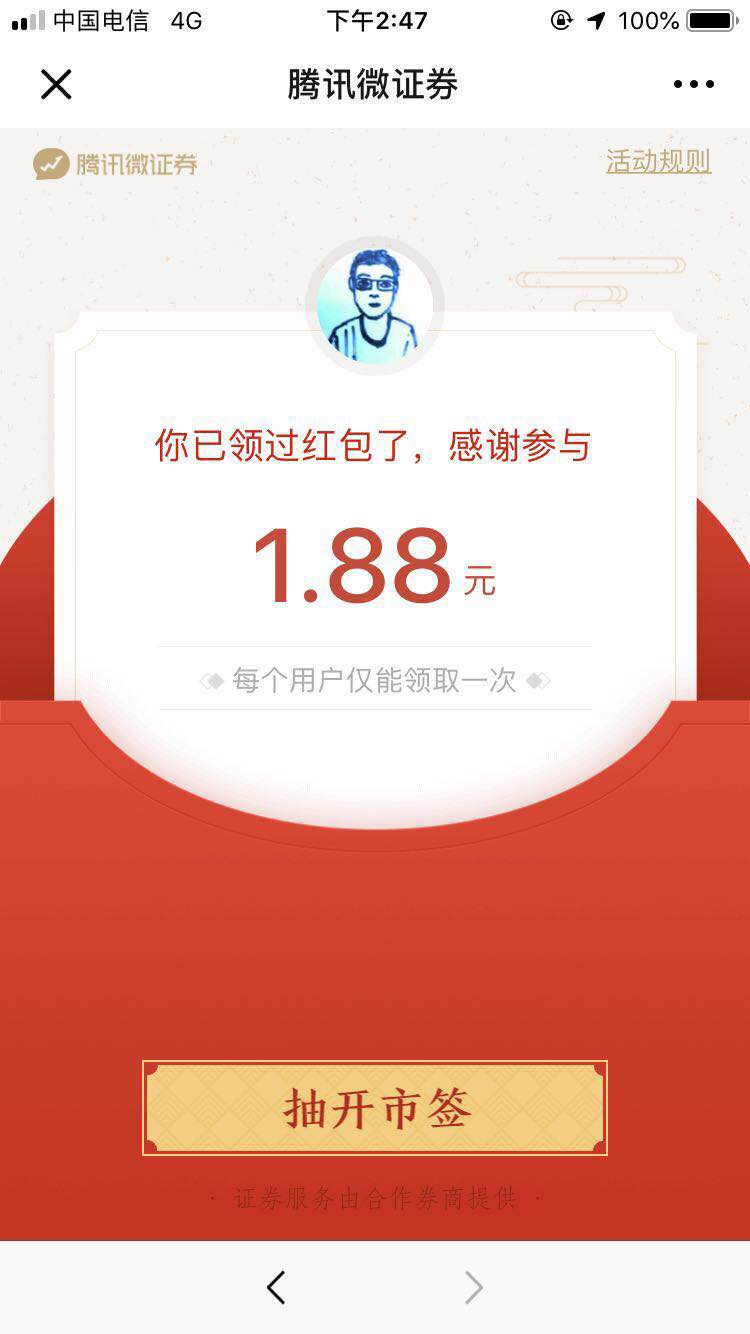 中国电信 4G 下午2:47 100%
腾讯微证券
腾讯微证券 活动规则
你已领过红包了，感谢参与
1.88 元
每个用户仅能领取一次
抽开市签
· 证券服务由合作券商提供 ·